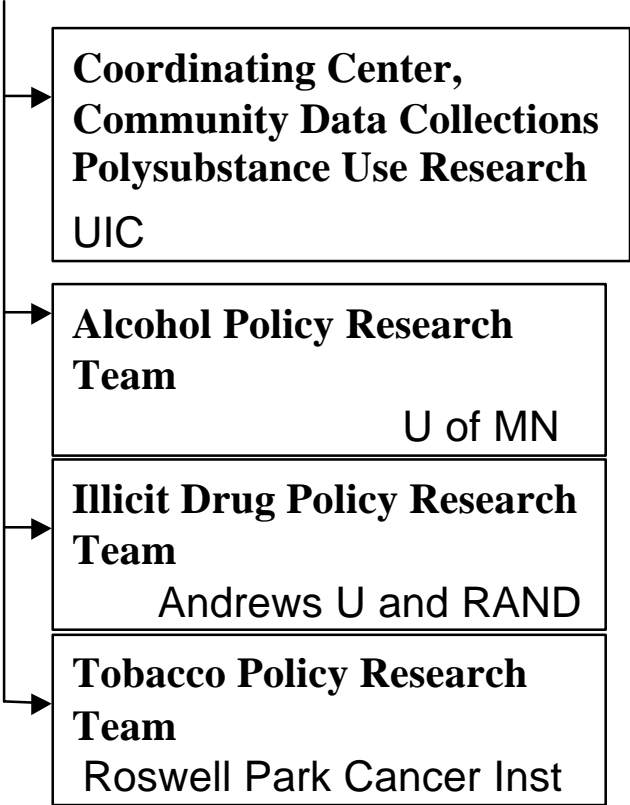 Coordinating Center,
Community Data Collections
Polysubstance Use Research
UIC
Alcohol Policy Research
Team
U of MN
Illicit Drug Policy Research
Team
Andrews U and RAND
Tobacco Policy Research
Team
Roswell Park Cancer Inst